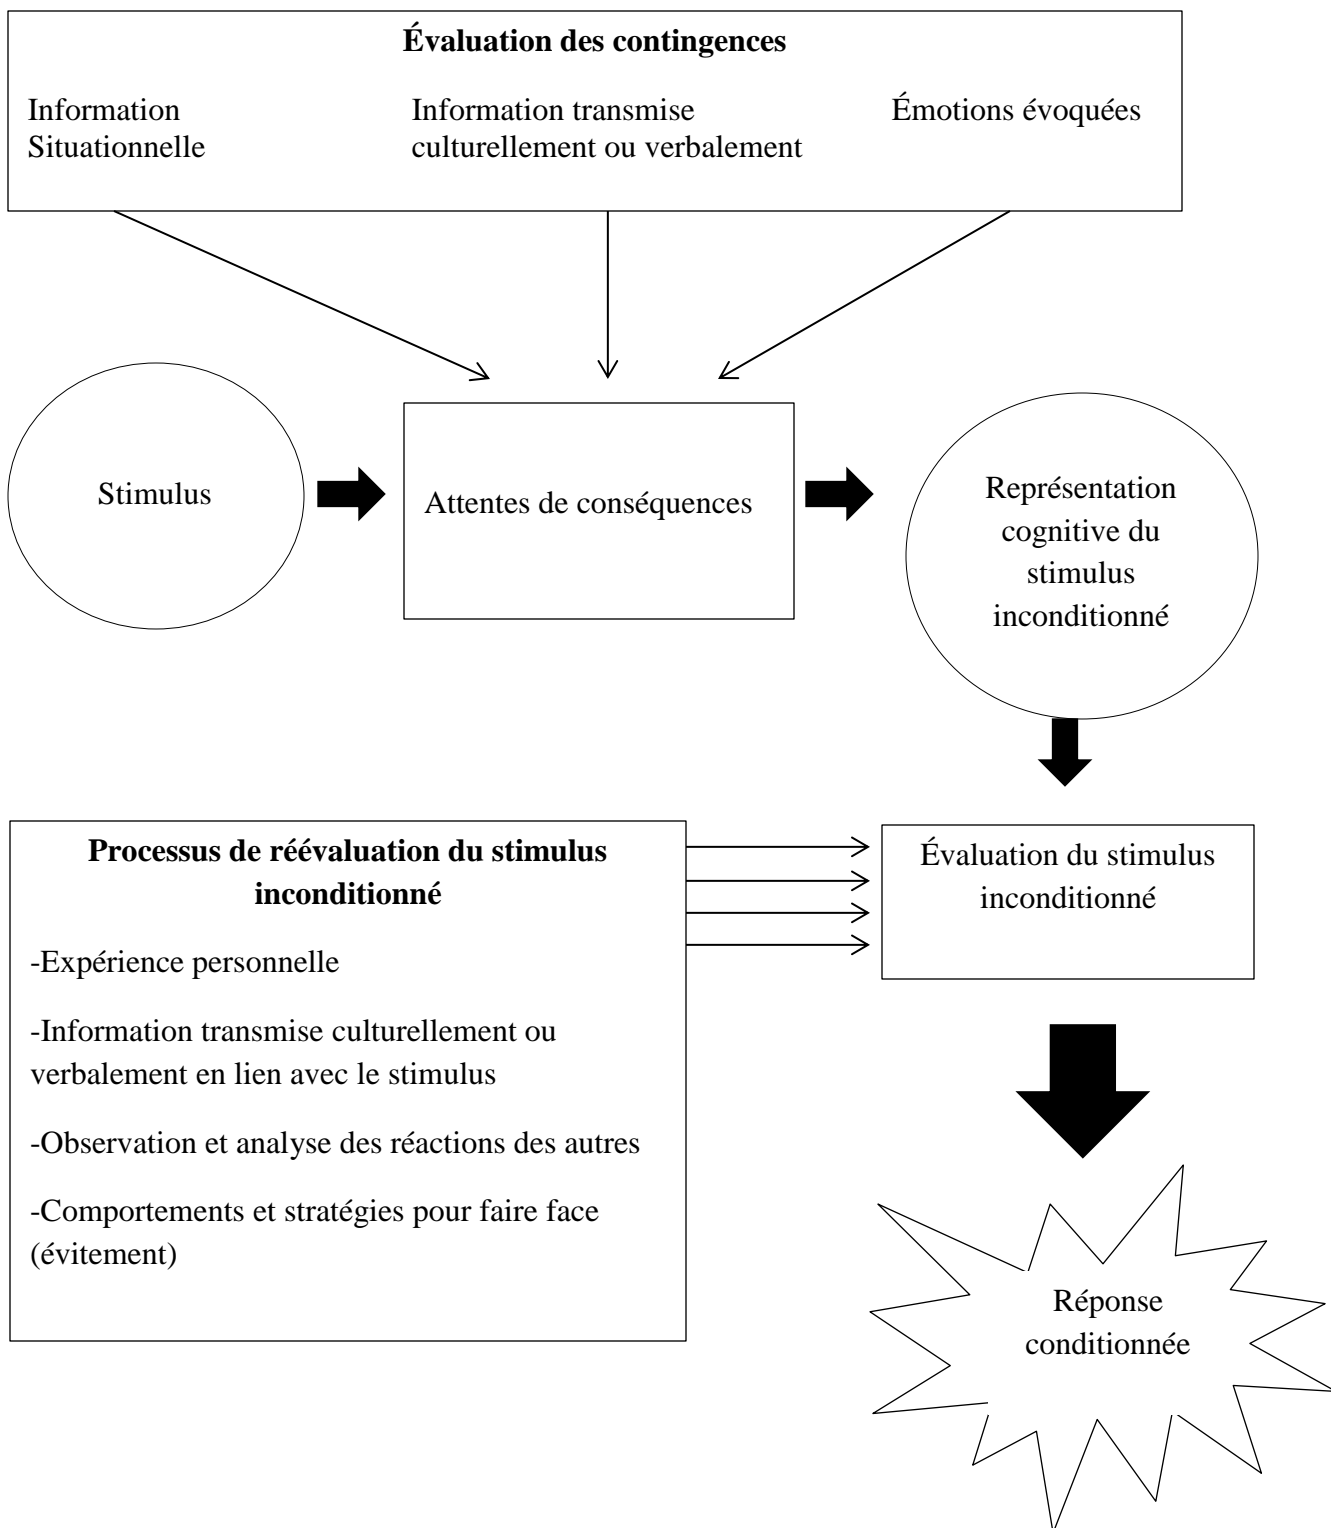 Évaluation des contingences
Information
Situationnelle
Information transmise
culturellement ou verbalement
Émotions évoquées
Stimulus
Attentes de conséquences
Représentation
cognitive du
stimulus
inconditionné
Processus de réévaluation du stimulus
inconditionné
-Expérience personnelle
-Information transmise culturellement ou
verbalement en lien avec le stimulus
-Observation et analyse des réactions des autres
-Comportements et stratégies pour faire face
(évitement)
Évaluation du stimulus
inconditionné
Réponse
conditionnée